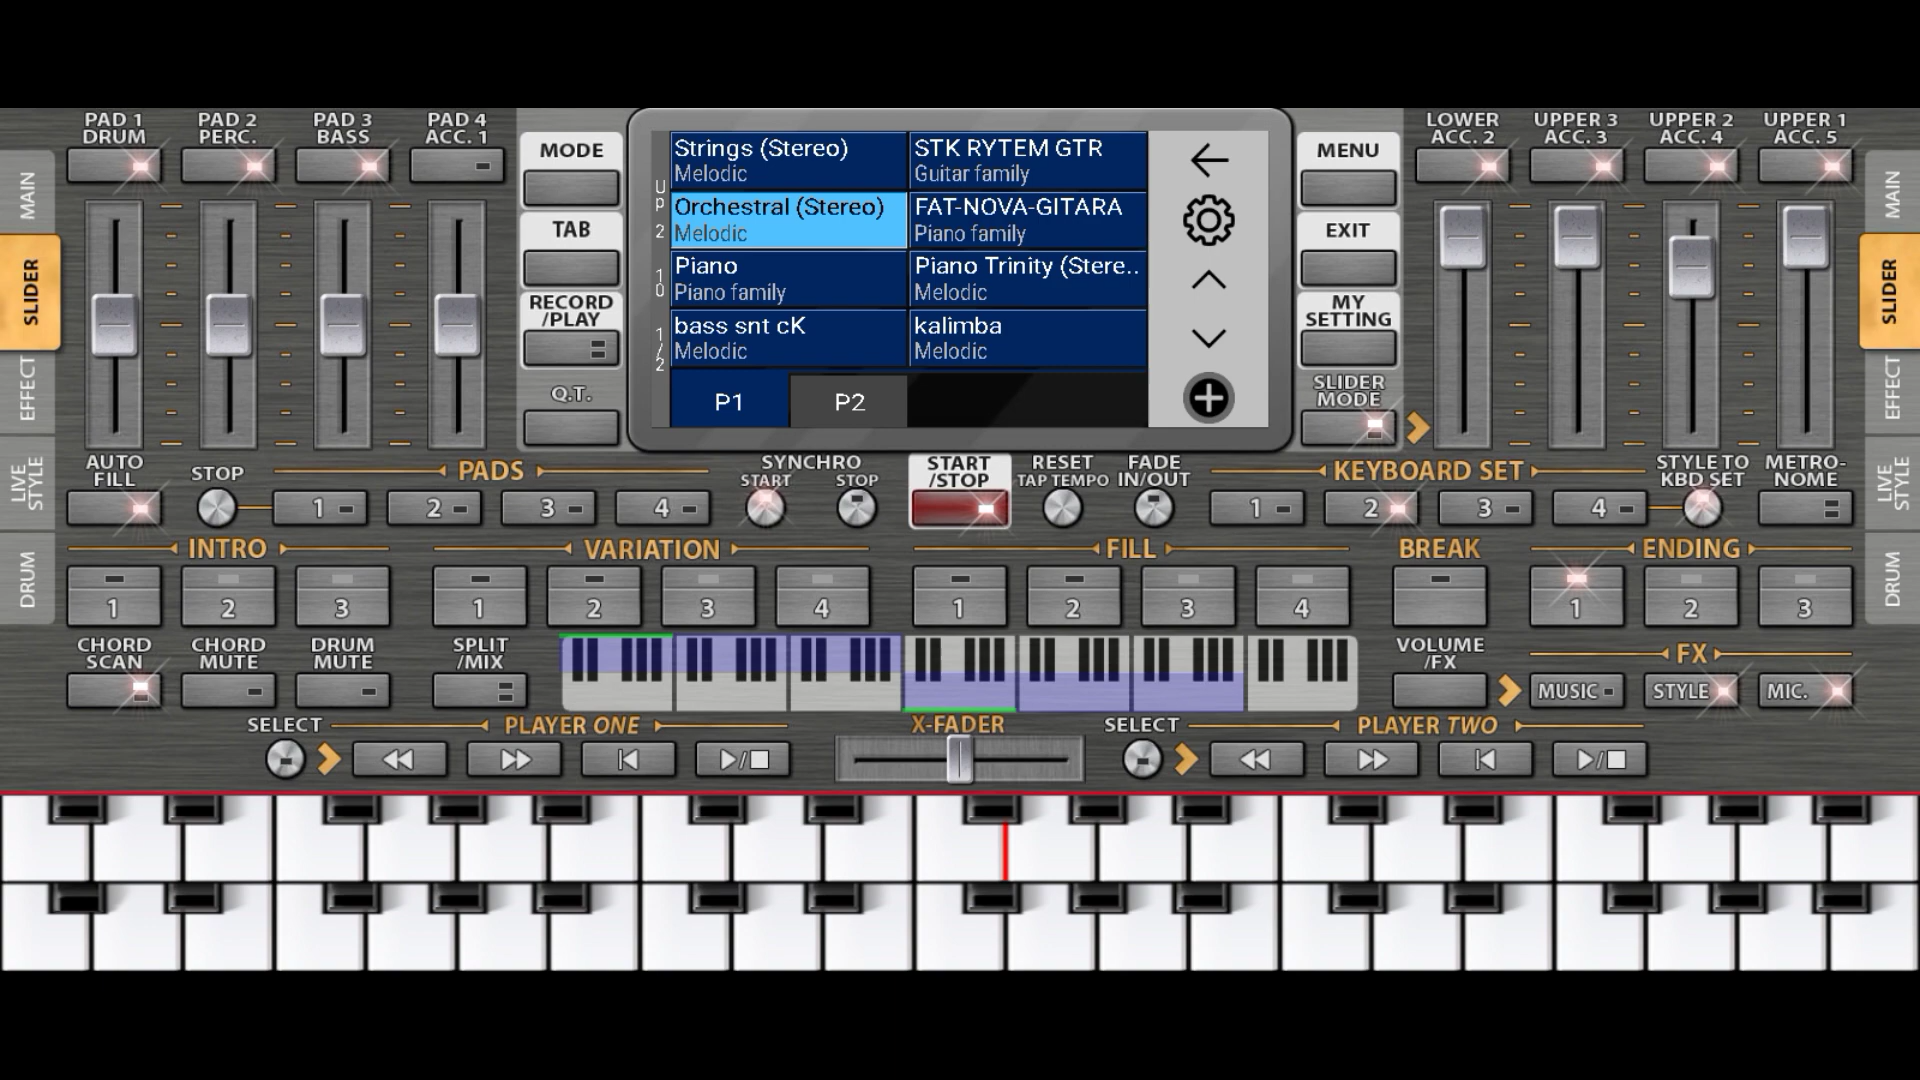 PAD 1
DRUM
PAD 2
PERC.
PAD 3
BASS
PAD 4
ACC. 1
LOWER
ACC. 2
UPPER 3
ACC. 3
UPPER 2
ACC. 4
UPPER 1
ACC. 5
MAIN
SLIDER
EFFECT
LIVE
STYLE
DRUM
MODE
TAB
RECORD
/PLAY
Q.T.
UP2
10
1/2
Strings (Stereo)
Melodic
STK RYTEM GTR
Guitar family
Orchestral (Stereo)
Melodic
FAT-NOVA-GITARA
Piano family
Piano
Piano family
Piano Trinity (Stere..
Melodic
bass snt cK
Melodic
kalimba
Melodic
P1
P2
MENU
EXIT
MY
SETTING
SLIDER
MODE
MAIN
SLIDER
EFFECT
LIVE
STYLE
DRUM
AUTO
FILL
STOP
PADS
1
2
3
4
SYNCHRO
START
STOP
START
/STOP
RESET
TAP TEMPO
FADE
IN/OUT
KEYBOARD SET
1
2
3
4
STYLE TO
KBD SET
METRO-
NOME
INTRO
1
2
3
VARIATION
1
2
3
4
FILL
1
2
3
4
BREAK
ENDING
1
2
3
CHORD
SCAN
CHORD
MUTE
DRUM
MUTE
SPLIT
/MIX
VOLUME
/FX
FX
MUSIC
STYLE
MIC.
SELECT
PLAYER ONE
X-FADER
SELECT
PLAYER TWO